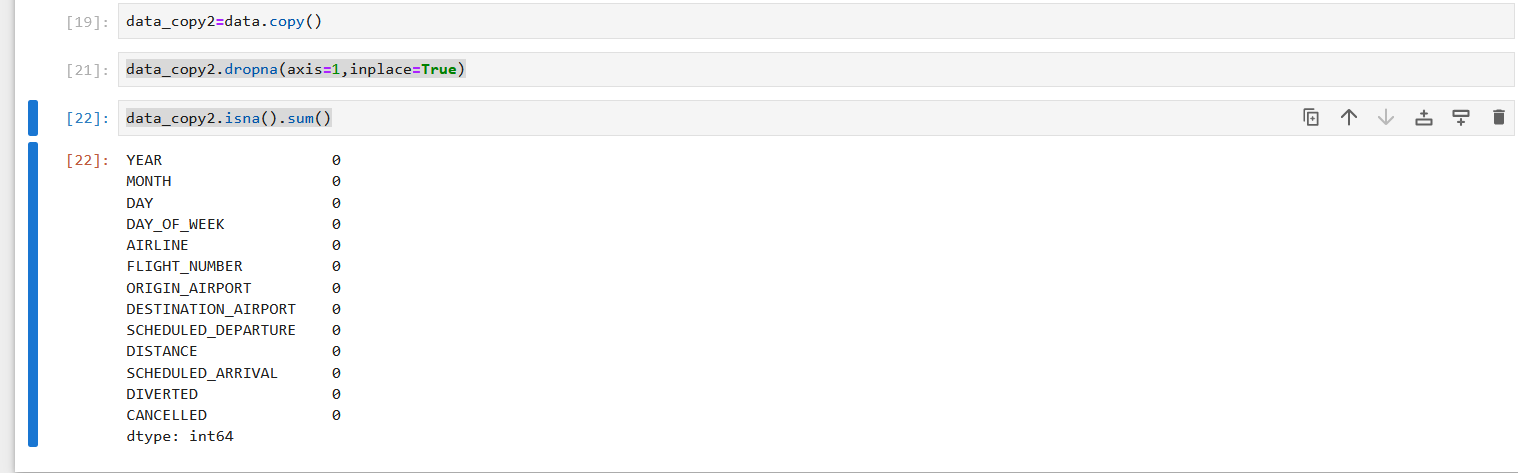 [19]: data_copy2=data.copy()
[21]: data_copy2.dropna(axis=1,inplace=True)
[22]: data_copy2.isna().sum()
[22]: YEAR 0
MONTH 0
DAY 0
DAY_OF_WEEK 0
AIRLINE 0
FLIGHT_NUMBER 0
ORIGIN_AIRPORT 0
DESTINATION_AIRPORT 0
SCHEDULED_DEPARTURE 0
DISTANCE 0
SCHEDULED_ARRIVAL 0
DIVERTED 0
CANCELLED 0
dtype: int64